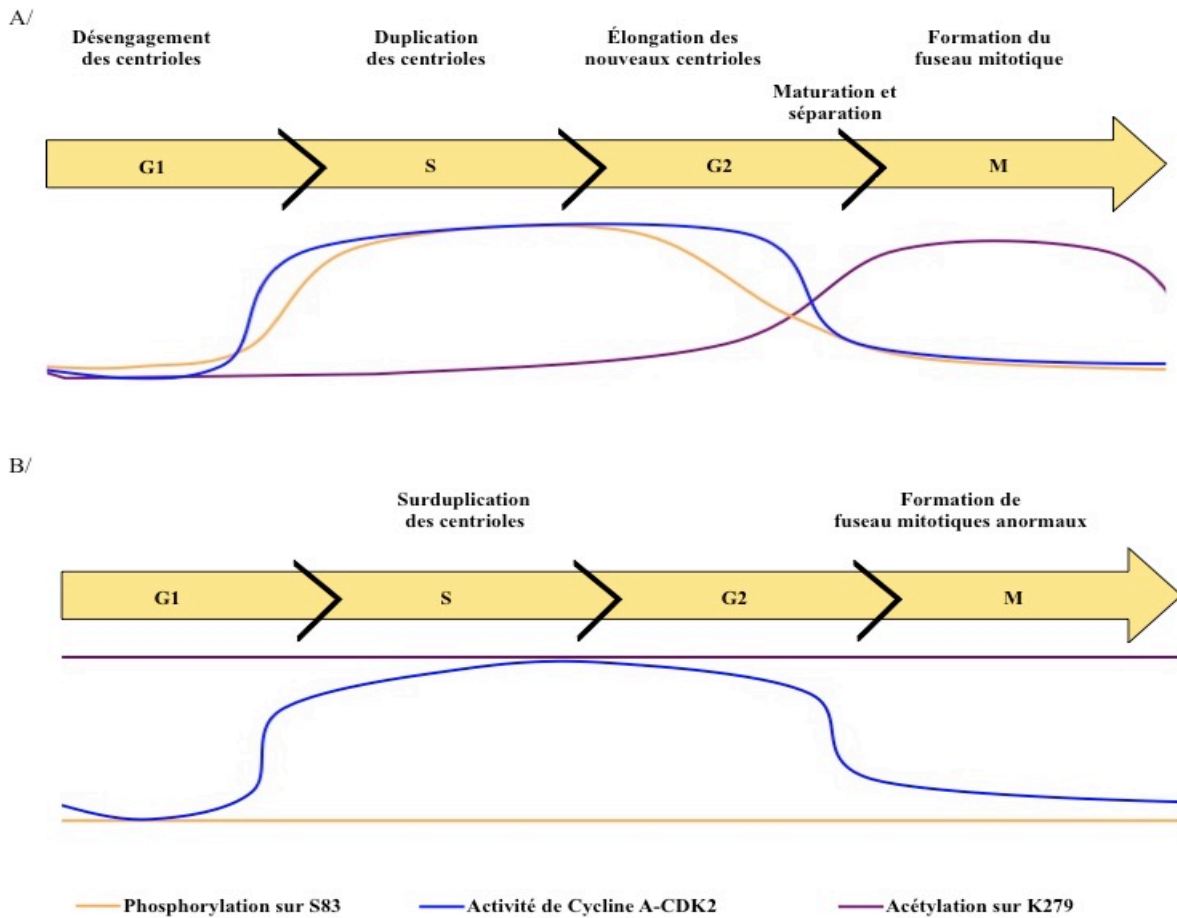 A/
Désengagement
des centrioles
Duplication
des centrioles
Élongation des
nouveaux centrioles
Formation du
fuseau mitotique
Maturation et
séparation
G1
S
G2
M
B/
Surduplication
des centrioles
Formation de
fuseau mitotiques anormaux
G1
S
G2
M
Phosphorylation sur S83
Activité de Cycline A-CDK2
Acétylation sur K279